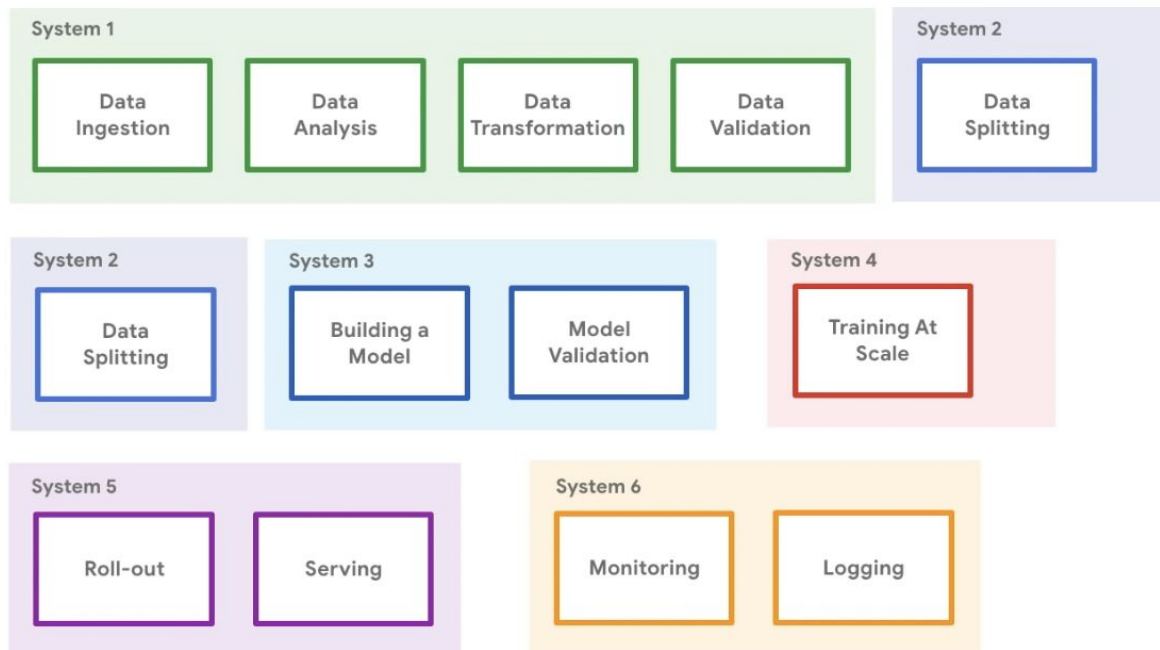 System 1
Data
Ingestion
Data
Analysis
Data
Transformation
Data
Validation
System 2
Data
Splitting
System 2
Data
Splitting
System 3
Building a
Model
Model
Validation
System 4
Training At
Scale
System 5
Roll-out
Serving
System 6
Monitoring
Logging